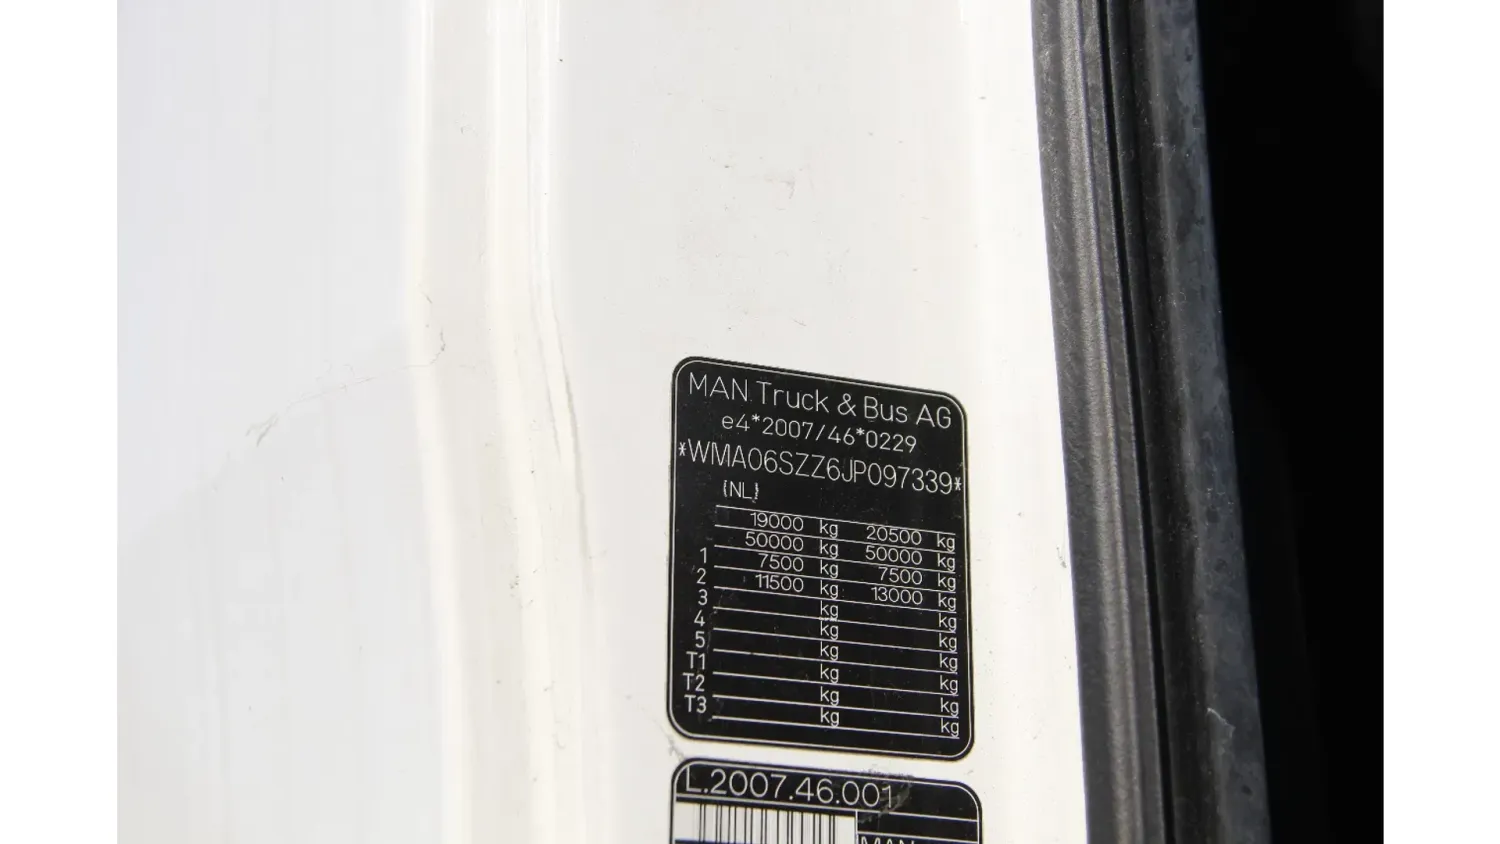 MAN Truck & Bus AG
e4*2007/46*0229
*WMA06SZZ6JP097339*
(NL)
19000 kg 20500 kg
50000 kg 50000 kg
1 7500 kg 7500 kg
2 11500 kg 13000 kg
3 kg kg
4 kg kg
5 kg kg
T1 kg kg
T2 kg kg
T3 kg kg
L.2007.46.001
MAN